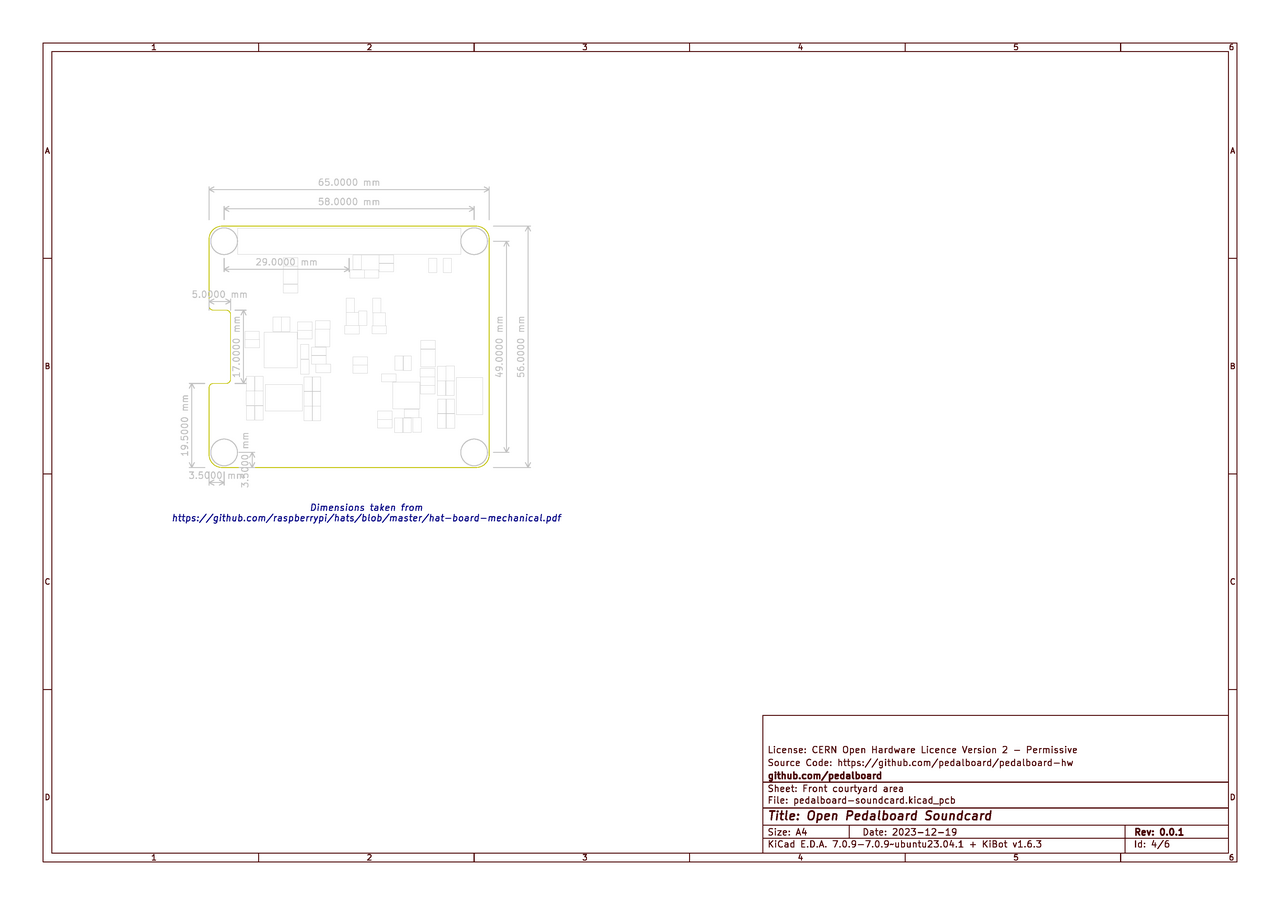 1 2 3 4 5 6
A A
65.0000 mm
58.0000 mm
29.0000 mm
5.0000 mm
17.0000 mm
49.0000 mm
56.0000 mm
B B
19.5000 mm
3.5000 mm
3.5000 mm
Dimensions taken from
https://github.com/raspberrypi/hats/blob/master/hat-board-mechanical.pdf
C C
License: CERN Open Hardware Licence Version 2 - Permissive
Source Code: https://github.com/pedalboard/pedalboard-hw
github.com/pedalboard
Sheet: Front courtyard area
D D
File: pedalboard-soundcard.kicad_pcb
Title: Open Pedalboard Soundcard
Size: A4 Date: 2023-12-19 Rev: 0.0.1
KiCad E.D.A. 7.0.9-7.0.9~ubuntu23.04.1 + KiBot v1.6.3 Id: 4/6
1 2 3 4 5 6